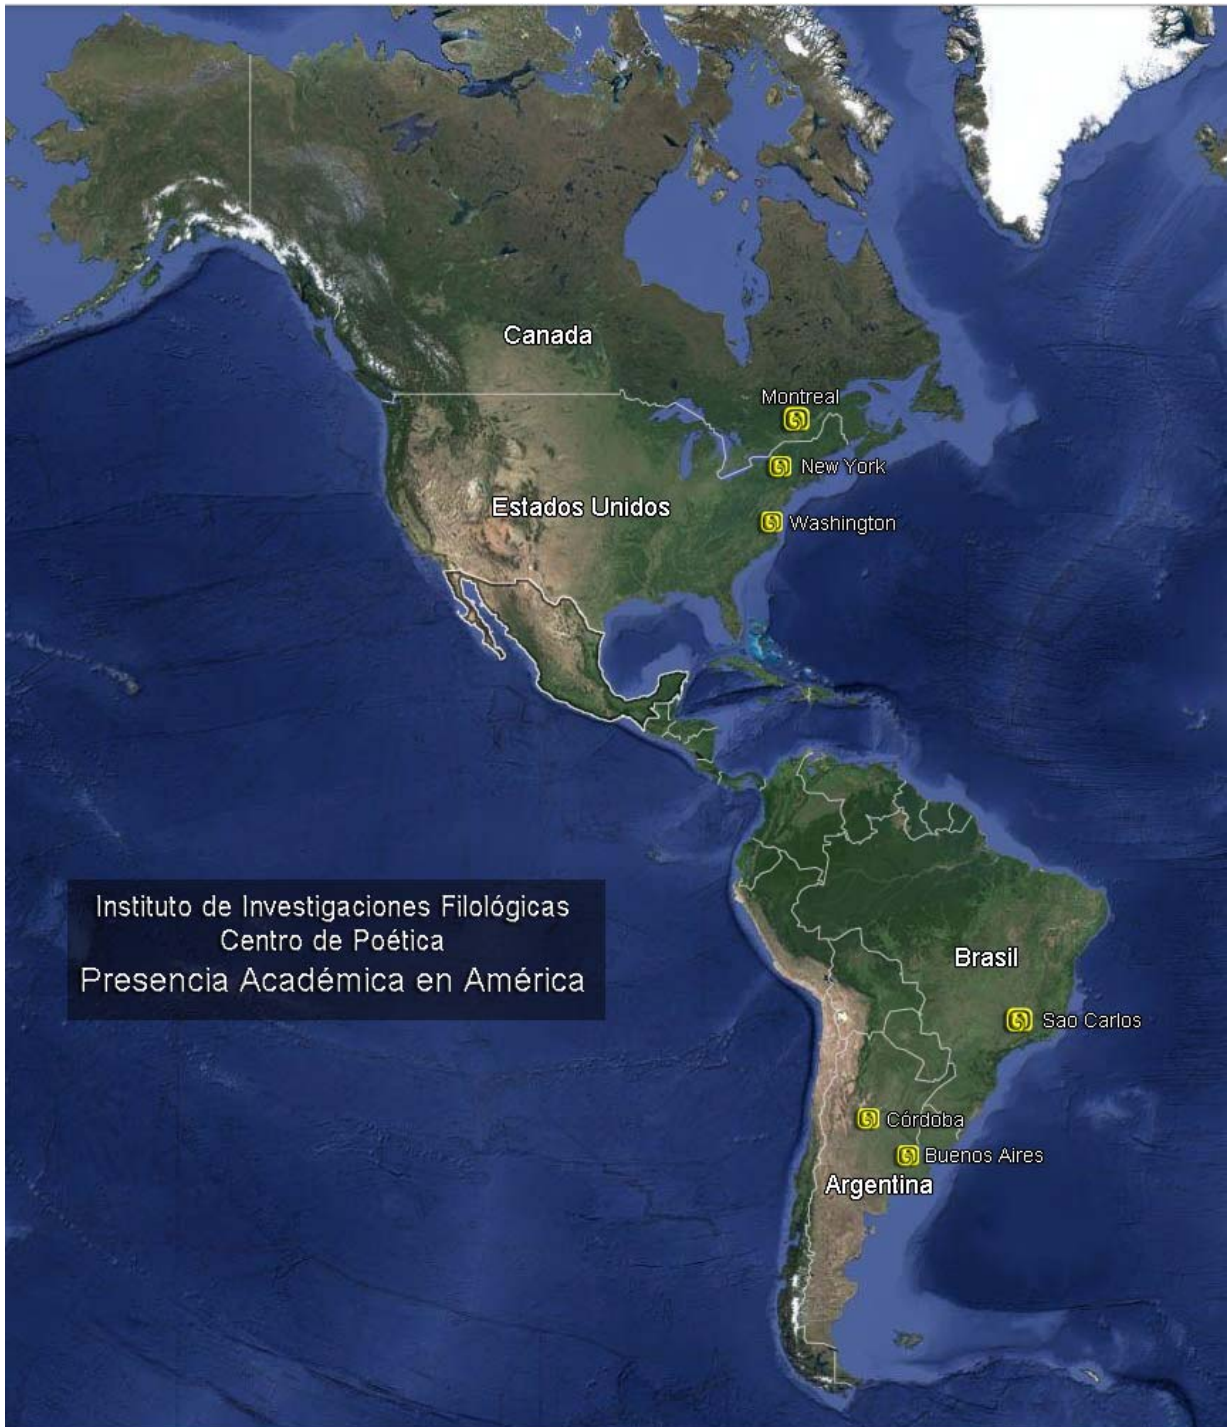 Canada
Montreal
New York
Estados Unidos
Washington
Instituto de Investigaciones Filológicas
Centro de Poética
Presencia Académica en América
Brasil
Sao Carlos
Córdoba
Buenos Aires
Argentina